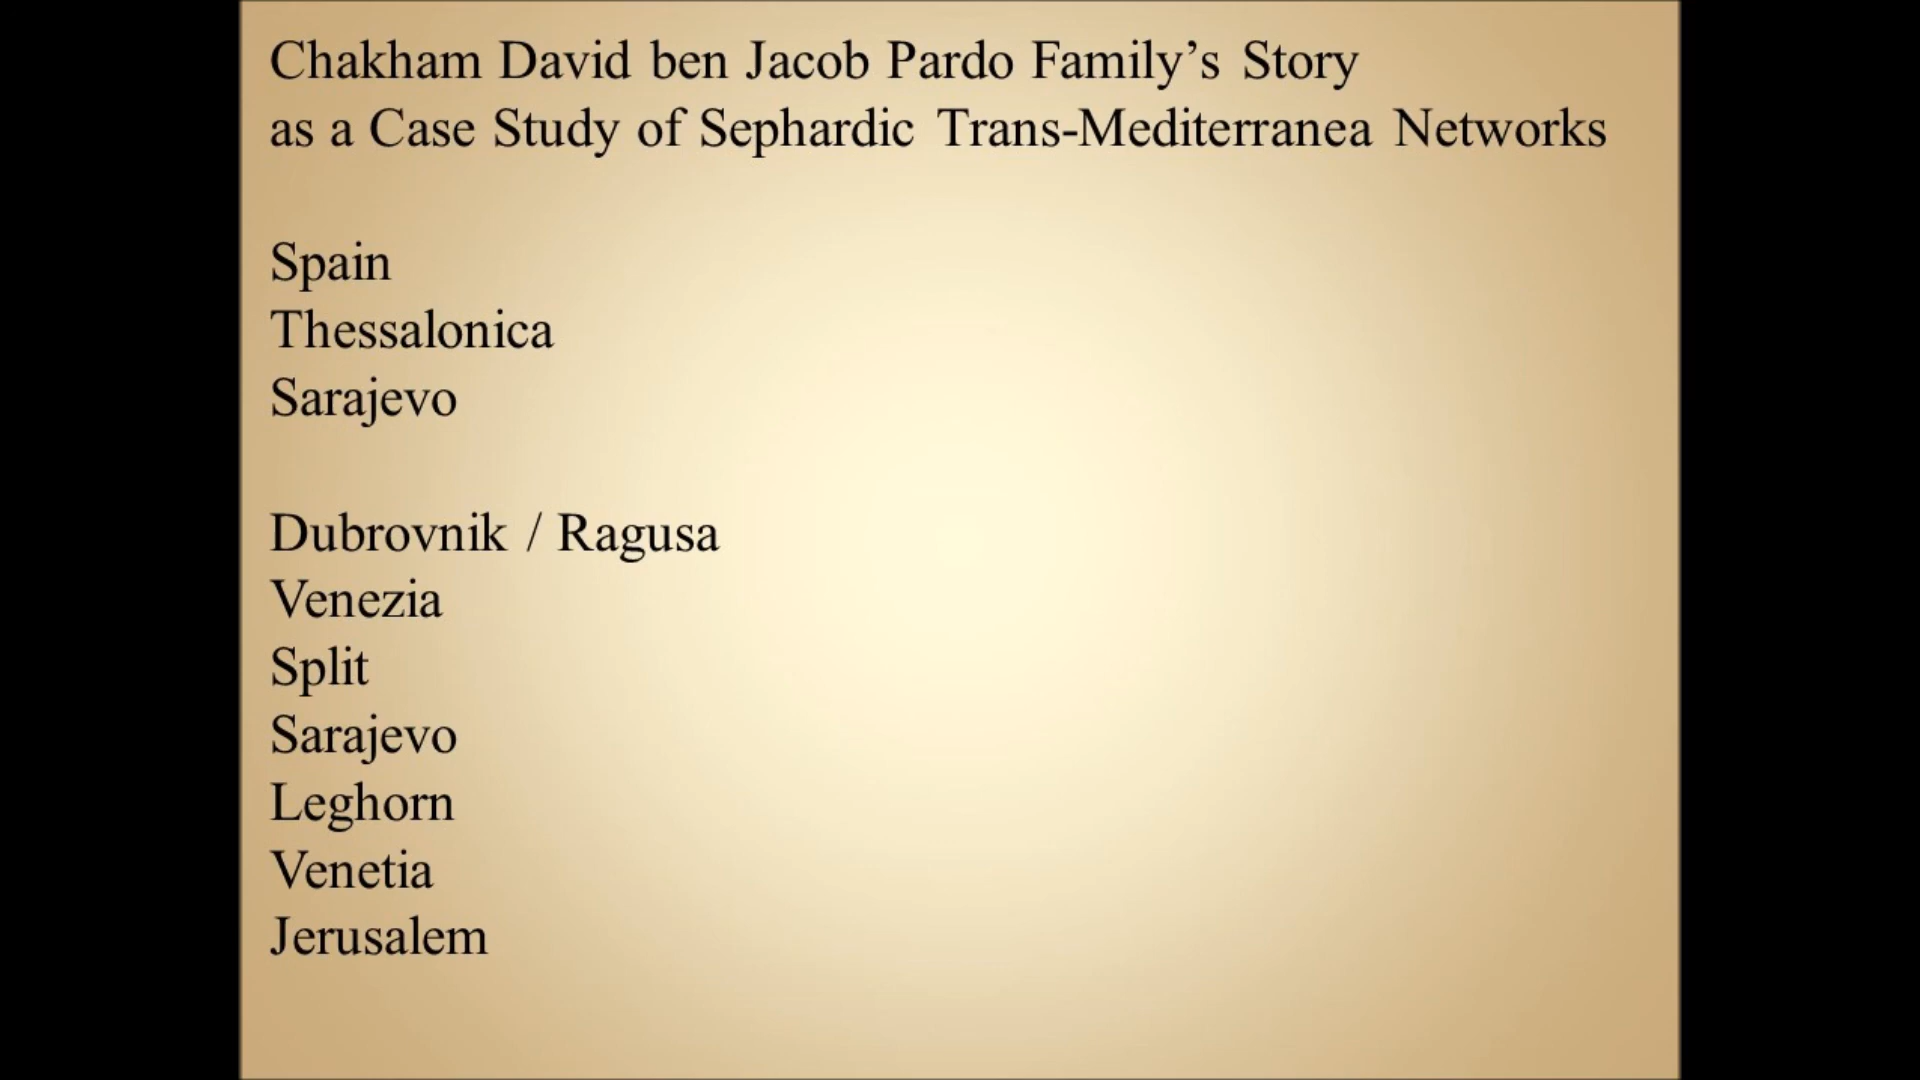 Chakham David ben Jacob Pardo Family’s Story
as a Case Study of Sephardic Trans-Mediterranea Networks
Spain
Thessalonica
Sarajevo
Dubrovnik / Ragusa
Venezia
Split
Sarajevo
Leghorn
Venetia
Jerusalem